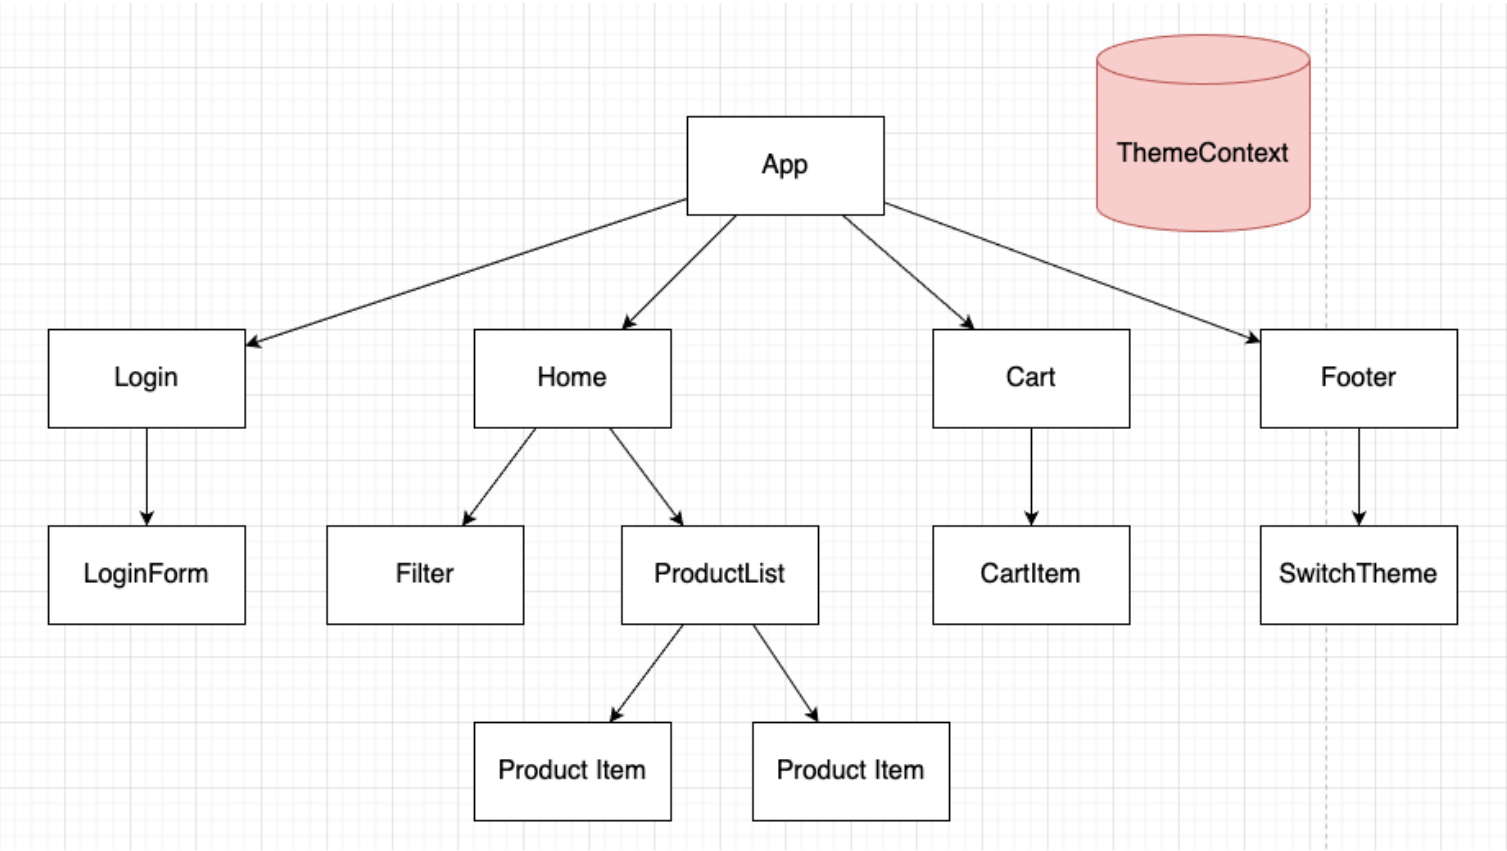 ThemeContext
App
Login
Home
Cart
Footer
LoginForm
Filter
ProductList
CartItem
SwitchTheme
Product Item
Product Item